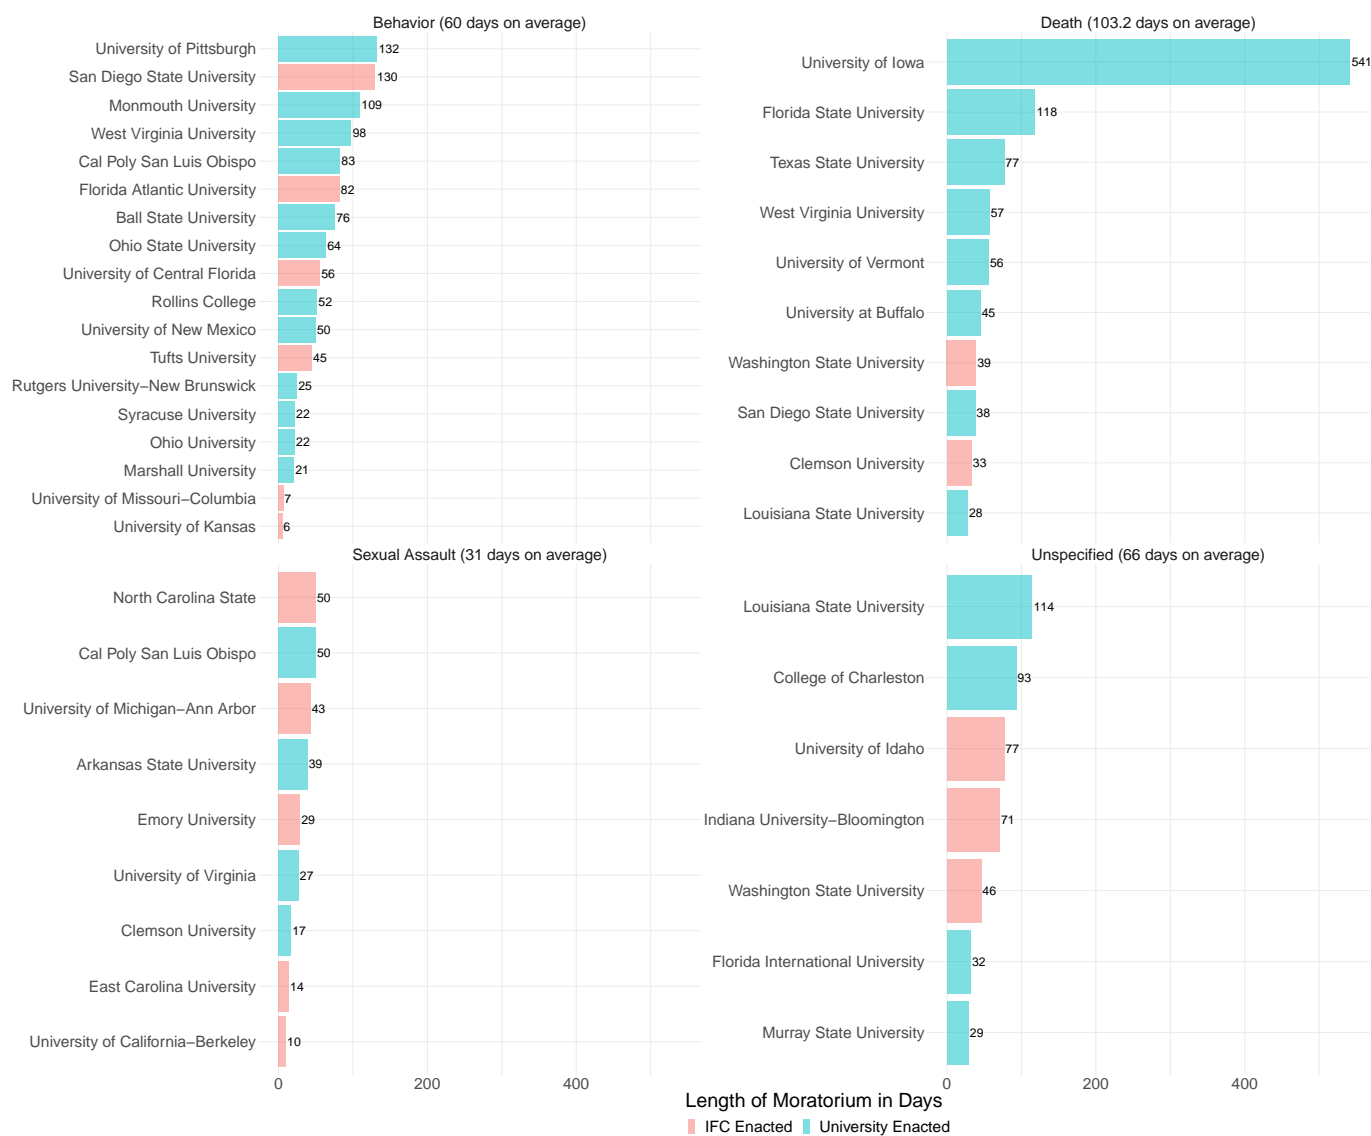 Behavior (60 days on average)
University of Pittsburgh 132
San Diego State University 130
Monmouth University 109
West Virginia University 98
Cal Poly San Luis Obispo 83
Florida Atlantic University 82
Ball State University 76
Ohio State University 64
University of Central Florida 56
Rollins College 52
University of New Mexico 50
Tufts University 45
Rutgers University−New Brunswick 25
Syracuse University 22
Ohio University 22
Marshall University 21
University of Missouri−Columbia 7
University of Kansas 6
Death (103.2 days on average)
University of Iowa 541
Florida State University 118
Texas State University 77
West Virginia University 57
University of Vermont 56
University at Buffalo 45
Washington State University 39
San Diego State University 38
Clemson University 33
Louisiana State University 28
Sexual Assault (31 days on average)
North Carolina State 50
Cal Poly San Luis Obispo 50
University of Michigan−Ann Arbor 43
Arkansas State University 39
Emory University 29
University of Virginia 27
Clemson University 17
East Carolina University 14
University of California−Berkeley 10
0 200 400
Unspecified (66 days on average)
Louisiana State University 114
College of Charleston 93
University of Idaho 77
Indiana University−Bloomington 71
Washington State University 46
Florida International University 32
Murray State University 29
0 200 400
Length of Moratorium in Days
IFC Enacted University Enacted